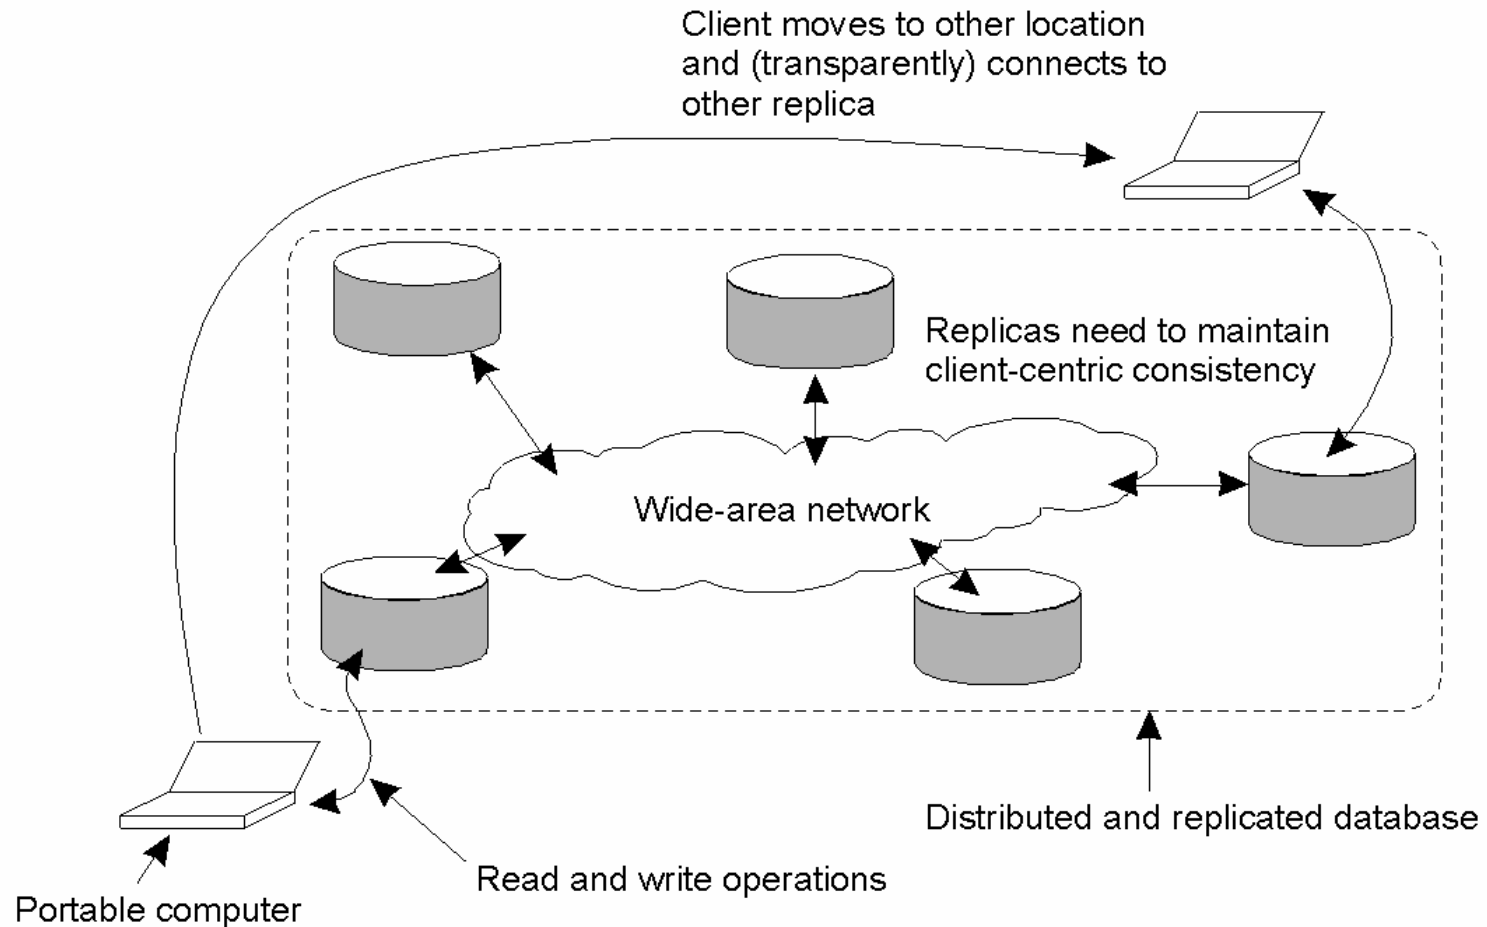 Client moves to other location
and (transparently) connects to
other replica
Replicas need to maintain
client-centric consistency
Wide-area network
Distributed and replicated database
Read and write operations
Portable computer